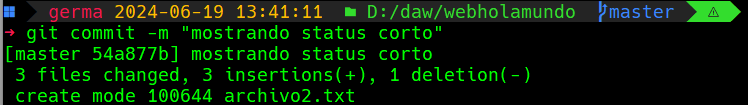 germa 2024-06-19 13:41:11 D:/daw/webholamundo master
➜ git commit -m "mostrando status corto"
[master 54a877b] mostrando status corto
3 files changed, 3 insertions(+), 1 deletion(-)
create mode 100644 archivo2.txt